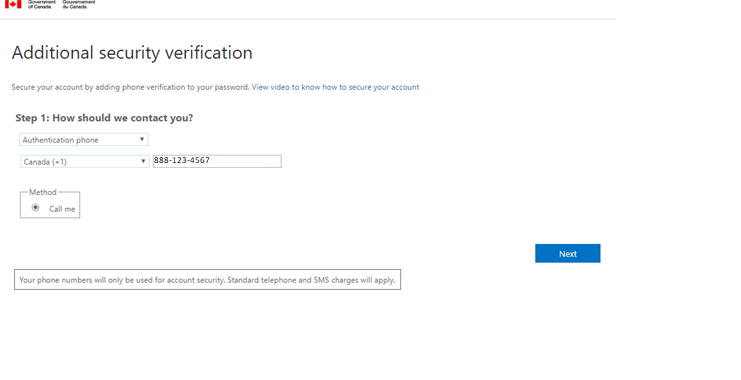 Government Gouvernement
of Canada du Canada
Additional security verification
Secure your account by adding phone verification to your password. View video to know how to secure your account
Step 1: How should we contact you?
Authentication phone
Canada (+1) 888-123-4567
Method
Call me
Next
Your phone numbers will only be used for account security. Standard telephone and SMS charges will apply.